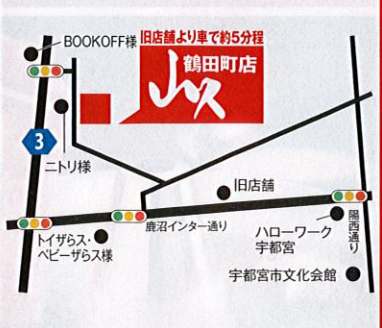 BOOKOFF様
旧店舗より車で約5分程
鶴田町店
山久
3
ニトリ様
旧店舗
鹿沼インター通り
トイザらス・
ベビーザらス様
ハローワーク
宇都宮
陽西通り
宇都宮市文化会館